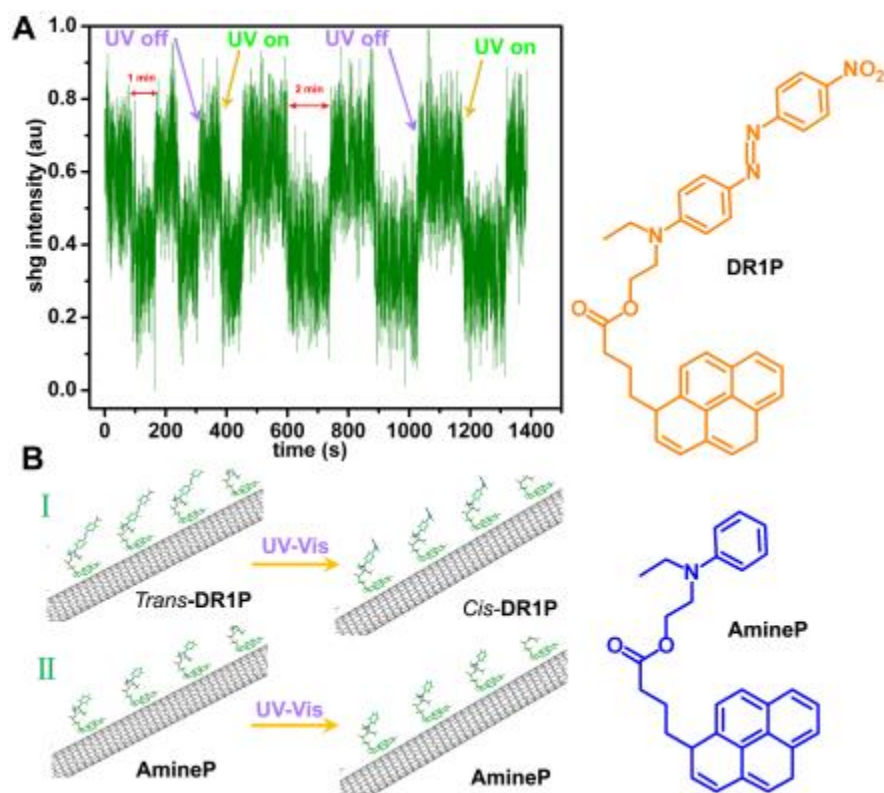 A
UV off
UV on
UV off
UV on
1 min
2 min
shg intensity (au)
1.0
0.8
0.6
0.4
0.2
0.0
0 200 400 600 800 1000 1200 1400
time (s)
NO2
N
N
N
O
O
DR1P
B
I
UV-Vis
Trans-DR1P
Cis-DR1P
II
UV-Vis
AmineP
AmineP
N
O
O
AmineP